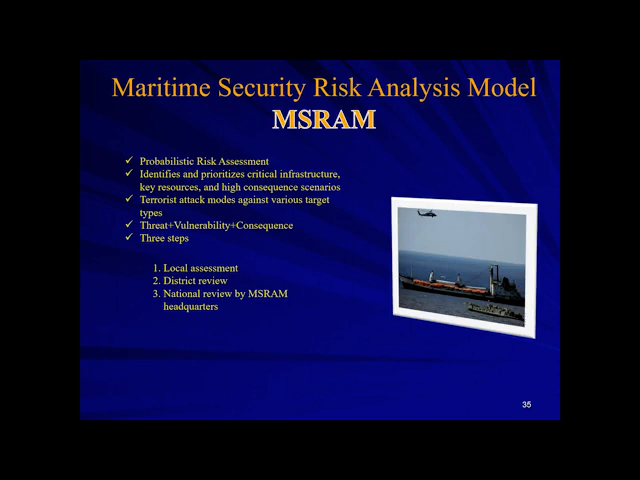 Maritime Security Risk Analysis Model
MSRAM
✓ Probabilistic Risk Assessment
✓ Identifies and prioritizes critical infrastructure,
key resources, and high consequence scenarios
✓ Terrorist attack modes against various target
types
✓ Threat+Vulnerability+Consequence
✓ Three steps
1. Local assessment
2. District review
3. National review by MSRAM
headquarters
35